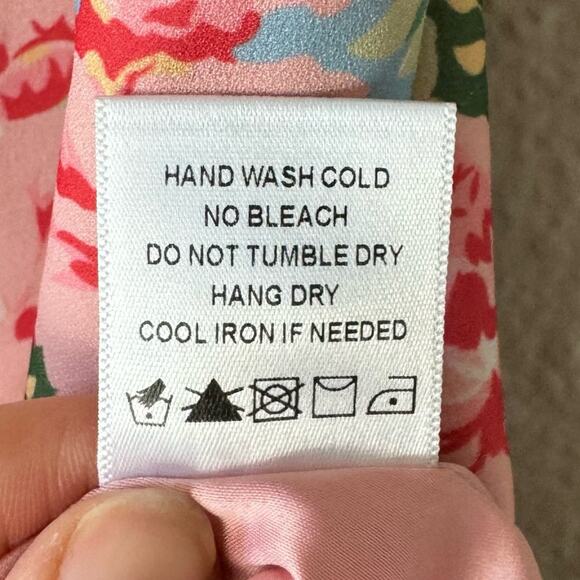 HAND WASH COLD
NO BLEACH
DO NOT TUMBLE DRY
HANG DRY
COOL IRON IF NEEDED